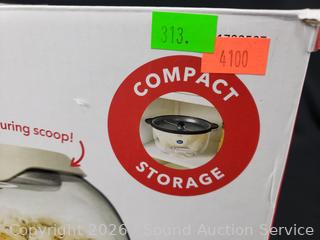 313.
4100
COMPACT
STORAGE
uring scoop!
Copyright 2026 - Sound Auction Service